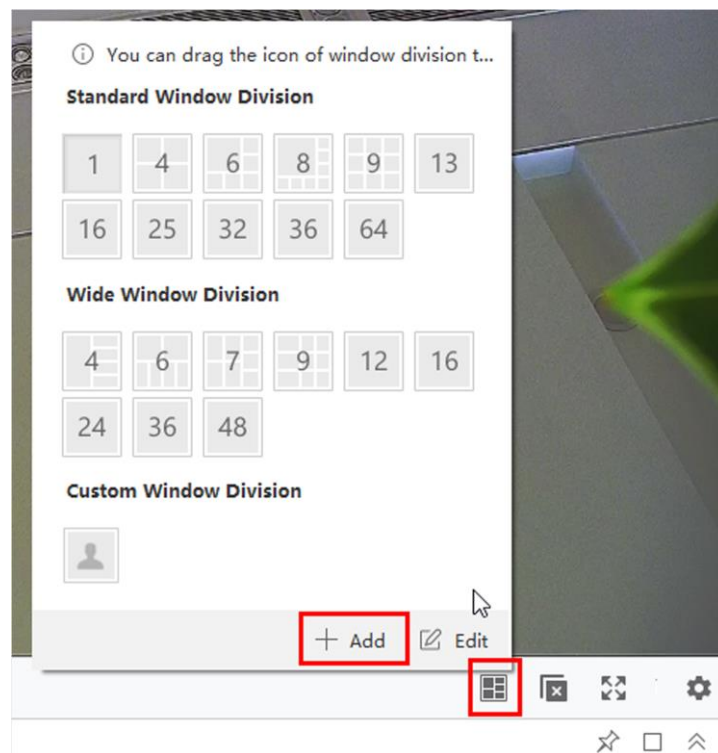 You can drag the icon of window division t...
Standard Window Division
1 4 6 8 9 13
16 25 32 36 64
Wide Window Division
4 6 7 9 12 16
24 36 48
Custom Window Division
Add Edit